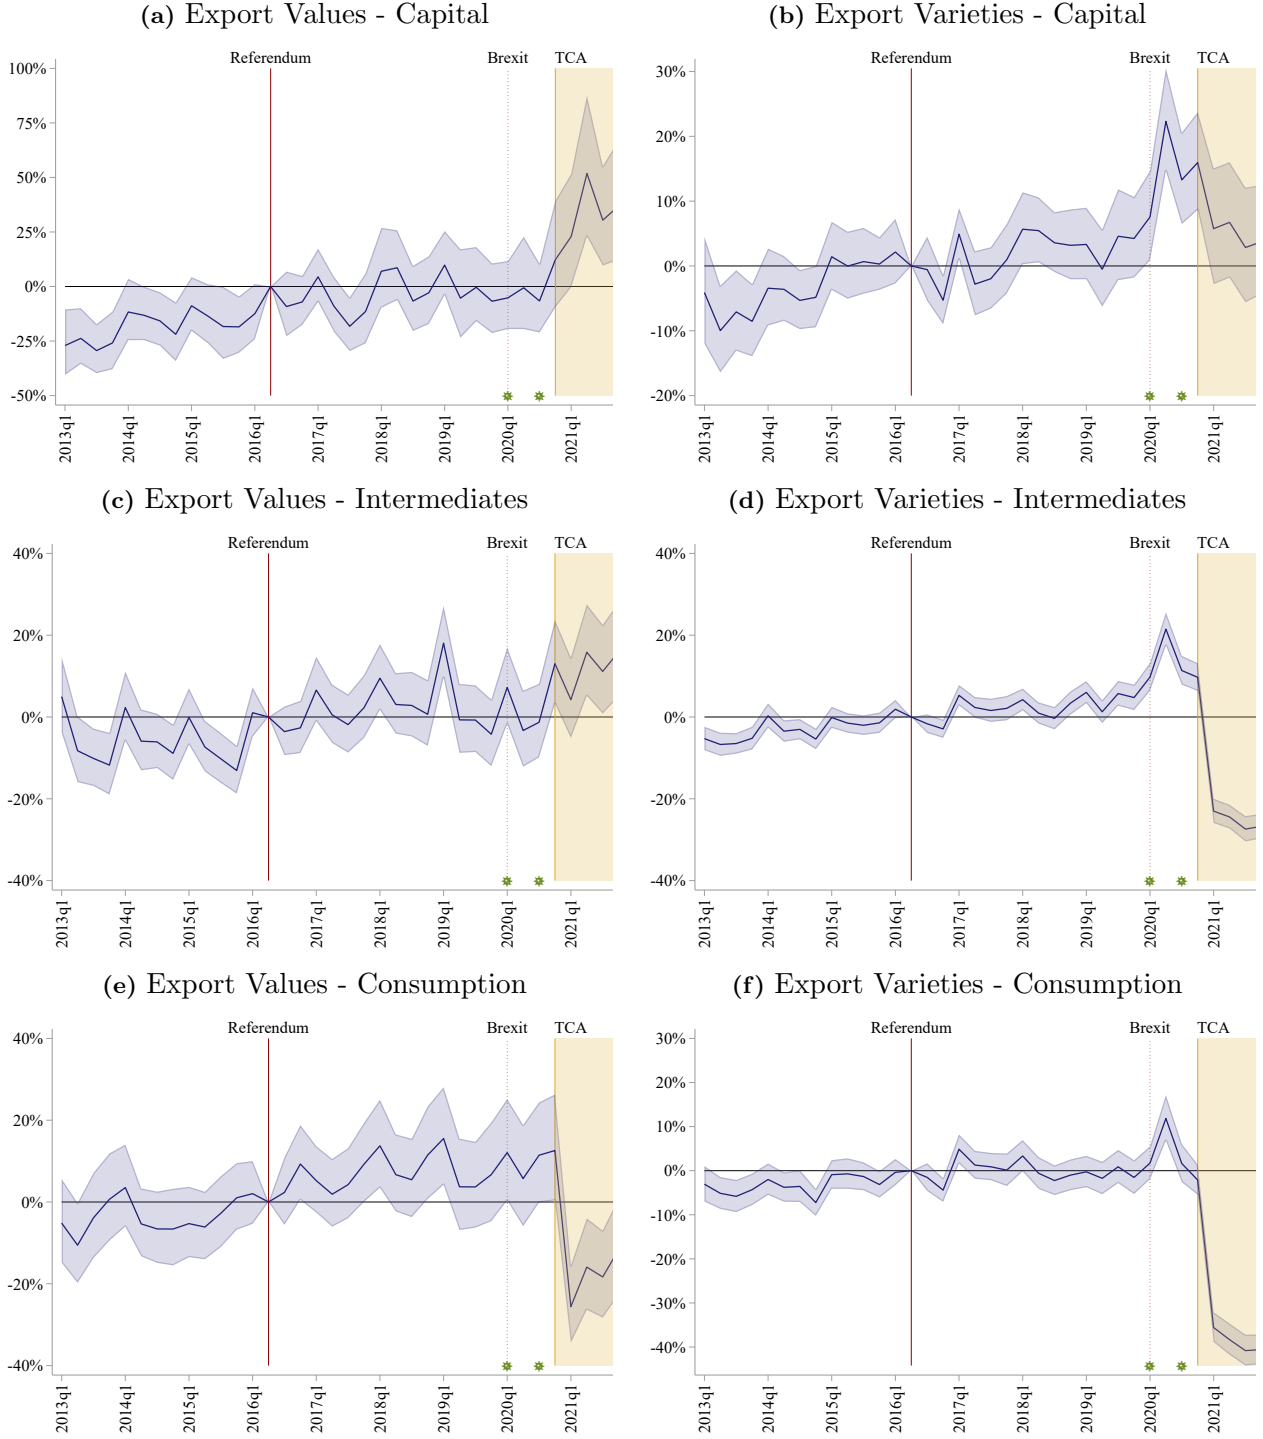 (a) Export Values - Capital
Referendum Brexit TCA
100%
75%
50%
25%
0%
-25%
-50%
2013q1 2014q1 2015q1 2016q1 2017q1 2018q1 2019q1 2020q1 2021q1
(b) Export Varieties - Capital
Referendum Brexit TCA
30%
20%
10%
0%
-10%
-20%
2013q1 2014q1 2015q1 2016q1 2017q1 2018q1 2019q1 2020q1 2021q1
(c) Export Values - Intermediates
Referendum Brexit TCA
40%
20%
0%
-20%
-40%
2013q1 2014q1 2015q1 2016q1 2017q1 2018q1 2019q1 2020q1 2021q1
(d) Export Varieties - Intermediates
Referendum Brexit TCA
40%
20%
0%
-20%
-40%
2013q1 2014q1 2015q1 2016q1 2017q1 2018q1 2019q1 2020q1 2021q1
(e) Export Values - Consumption
Referendum Brexit TCA
40%
20%
0%
-20%
-40%
2013q1 2014q1 2015q1 2016q1 2017q1 2018q1 2019q1 2020q1 2021q1
(f) Export Varieties - Consumption
Referendum Brexit TCA
30%
20%
10%
0%
-10%
-20%
-30%
-40%
2013q1 2014q1 2015q1 2016q1 2017q1 2018q1 2019q1 2020q1 2021q1